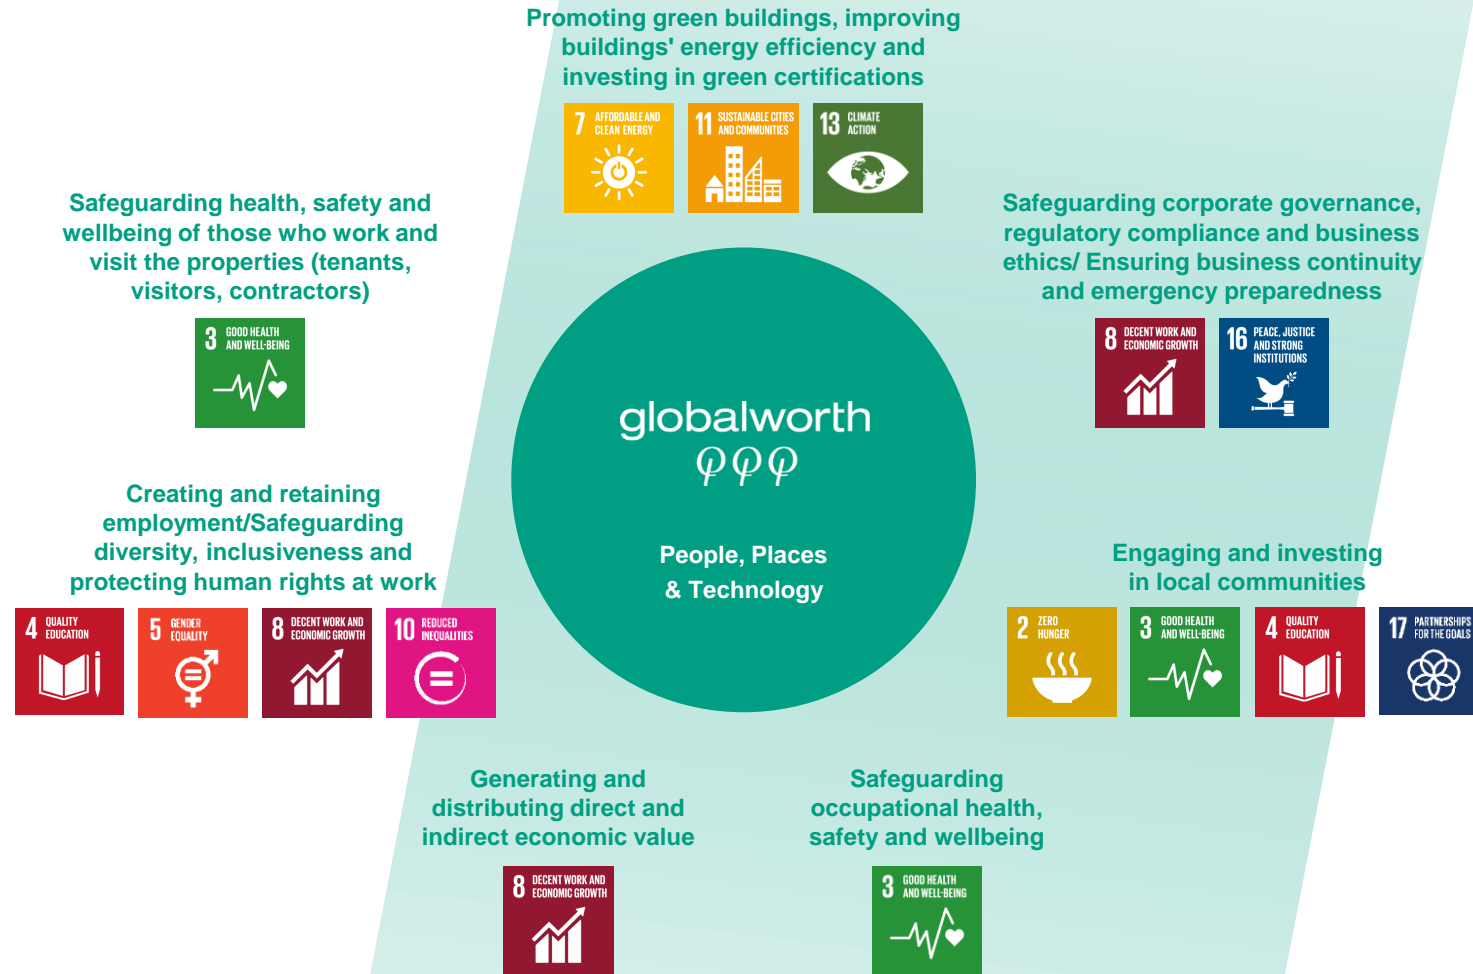 Promoting green buildings, improving
buildings' energy efficiency and
investing in green certifications
7 AFFORDABLE AND
CLEAN ENERGY
11 SUSTAINABLE CITIES
AND COMMUNITIES
13 CLIMATE
ACTION
Safeguarding health, safety and
wellbeing of those who work and
visit the properties (tenants,
visitors, contractors)
3 GOOD HEALTH
AND WELL-BEING
Safeguarding corporate governance,
regulatory compliance and business
ethics/ Ensuring business continuity
and emergency preparedness
8 DECENT WORK AND
ECONOMIC GROWTH
16 PEACE, JUSTICE
AND STRONG
INSTITUTIONS
globalworth
People, Places
& Technology
Creating and retaining
employment/Safeguarding
diversity, inclusiveness and
protecting human rights at work
4 QUALITY
EDUCATION
5 GENDER
EQUALITY
8 DECENT WORK AND
ECONOMIC GROWTH
10 REDUCED
INEQUALITIES
Engaging and investing
in local communities
2 ZERO
HUNGER
3 GOOD HEALTH
AND WELL-BEING
4 QUALITY
EDUCATION
17 PARTNERSHIPS
FOR THE GOALS
Generating and
distributing direct and
indirect economic value
8 DECENT WORK AND
ECONOMIC GROWTH
Safeguarding
occupational health,
safety and wellbeing
3 GOOD HEALTH
AND WELL-BEING